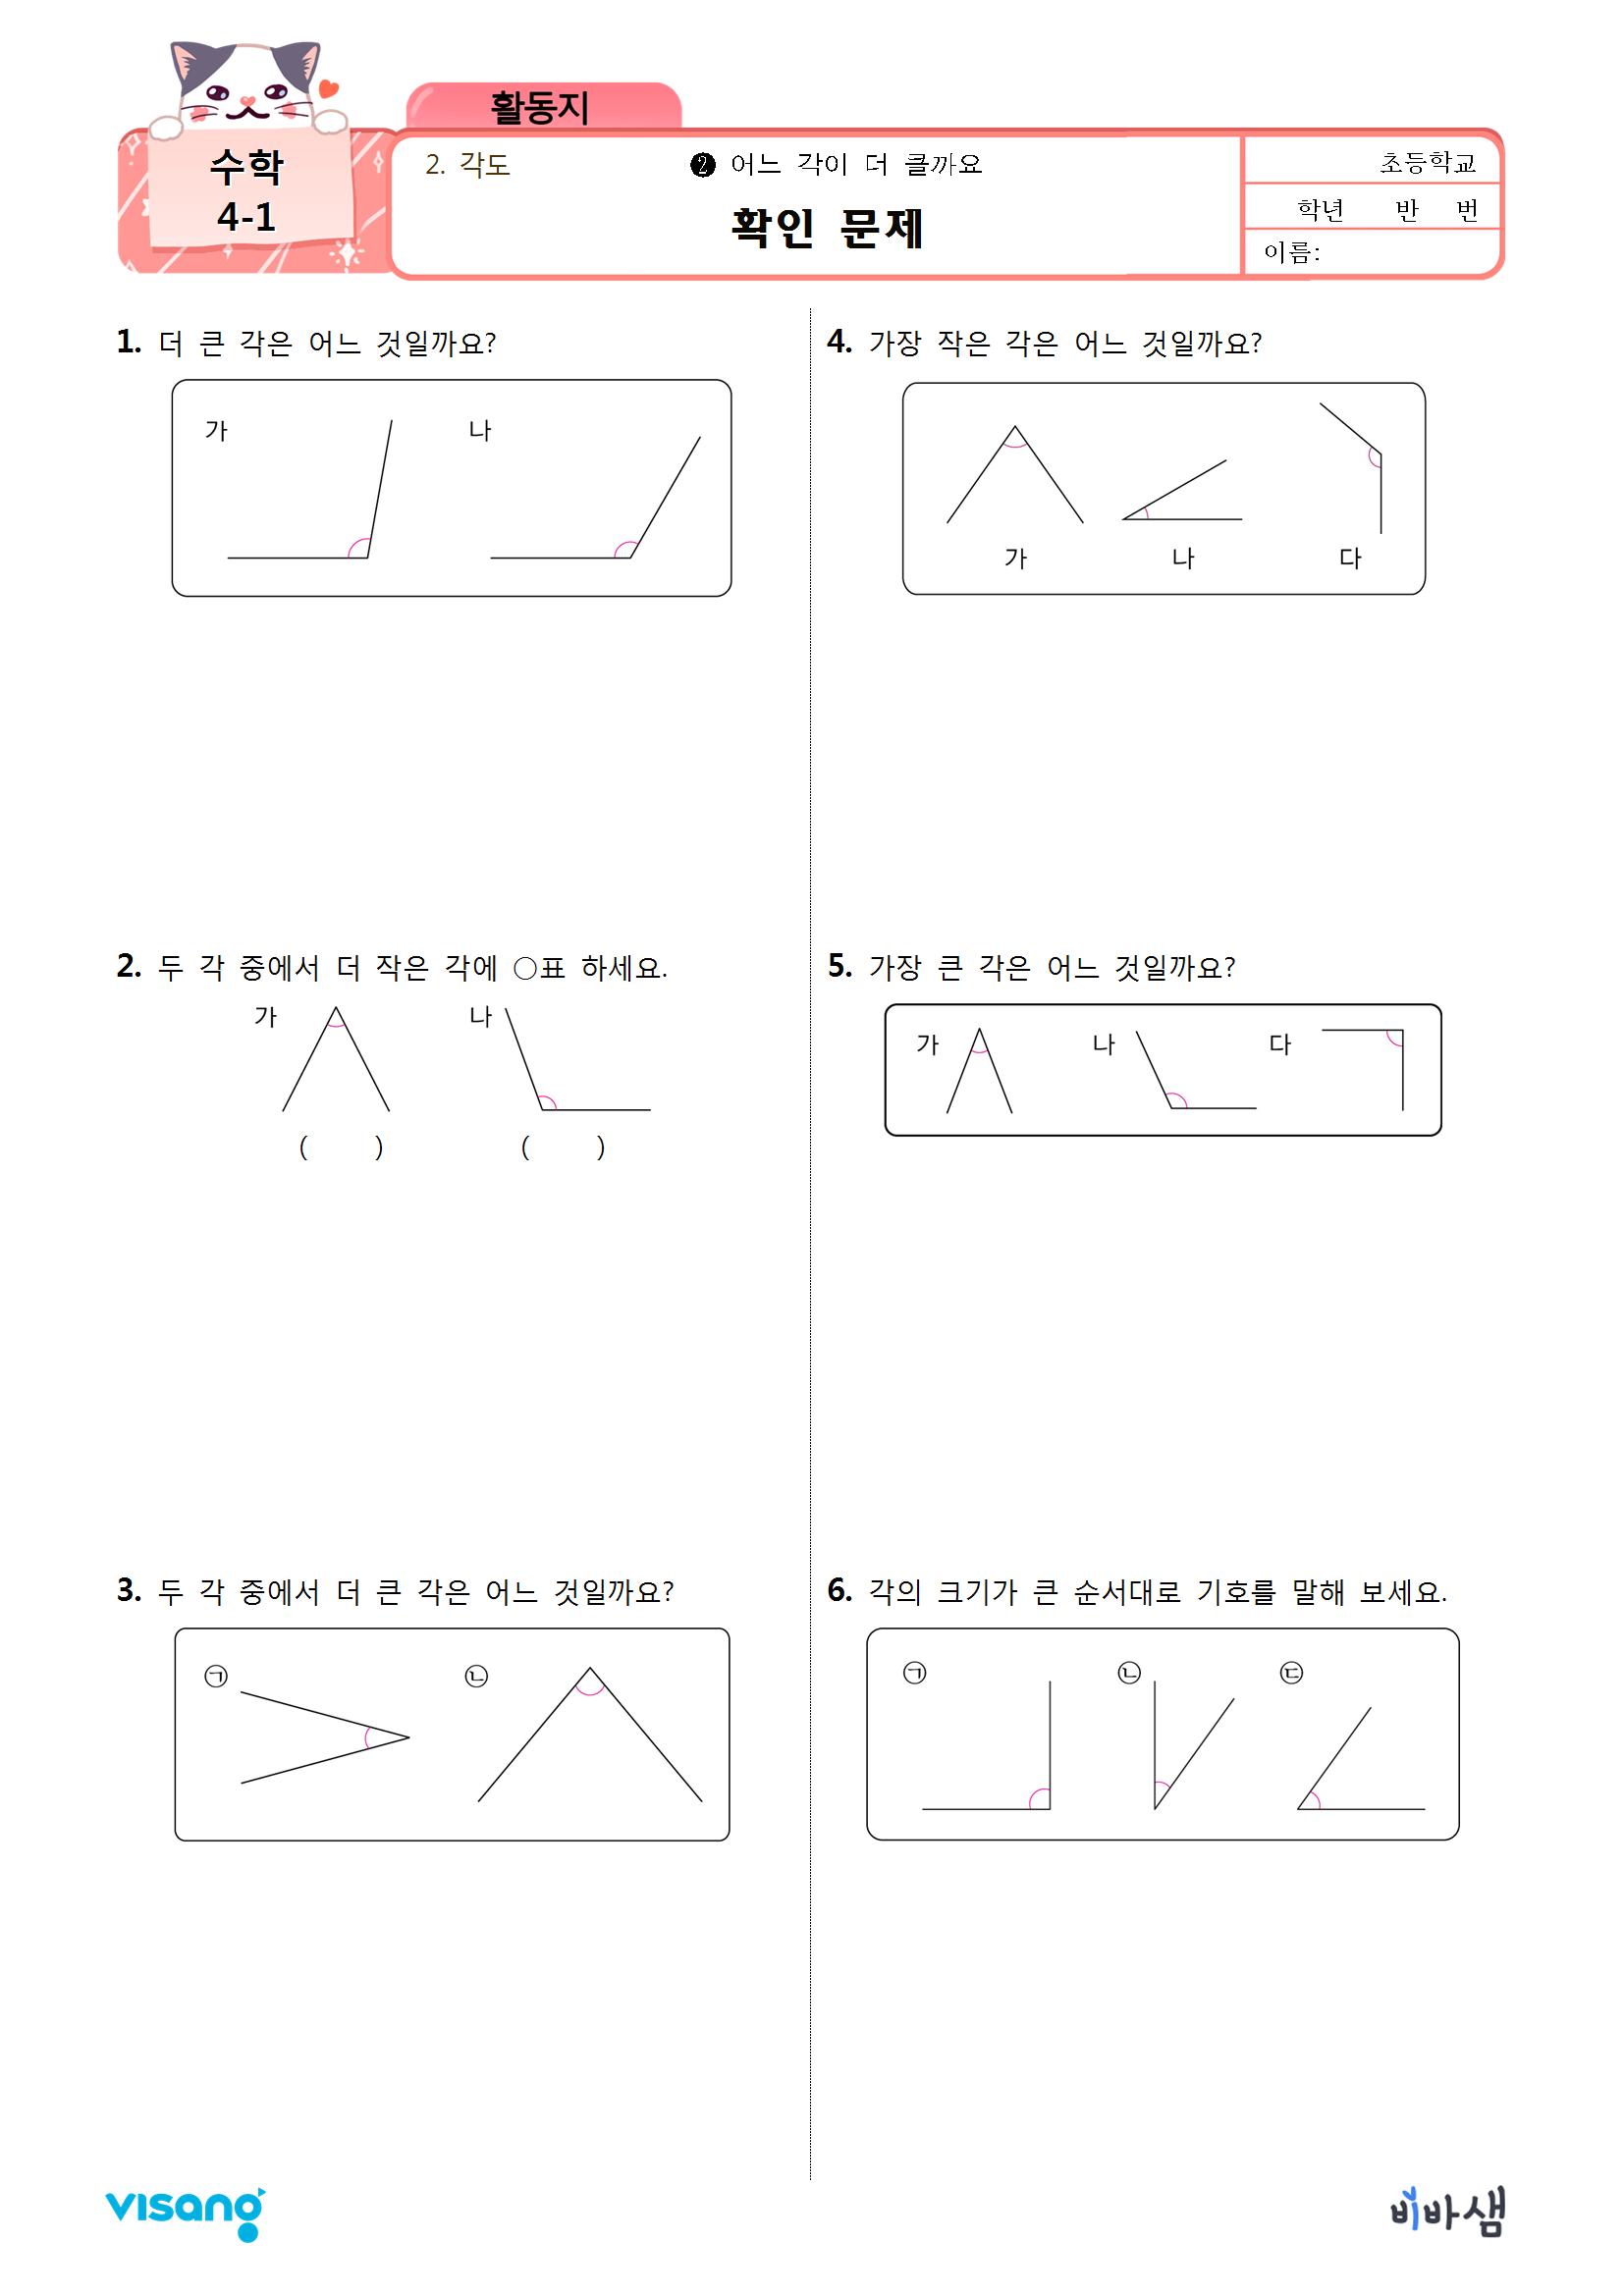 활동지
수학
4-1
2. 각도
❷ 어느 각이 더 클까요
확인 문제
초등학교
학년 반 번
이름:
1. 더 큰 각은 어느 것일까요?
가 나
2. 두 각 중에서 더 작은 각에 ○표 하세요.
가 나
( ) ( )
3. 두 각 중에서 더 큰 각은 어느 것일까요?
㉠ ㉡
4. 가장 작은 각은 어느 것일까요?
가 나 다
5. 가장 큰 각은 어느 것일까요?
가 나 다
6. 각의 크기가 큰 순서대로 기호를 말해 보세요.
㉠ ㉡ ㉢
visang
비바샘